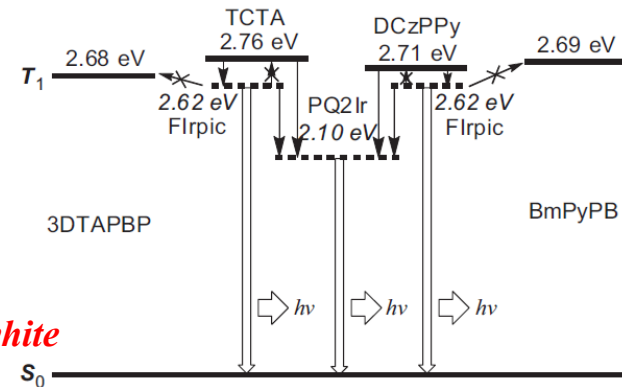 TCTA
2.76 eV
DCzPPy
2.71 eV
2.68 eV
2.69 eV
T1
2.62 eV
FIrpic
PQ2Ir
2.10 eV
2.62 eV
FIrpic
3DTAPBP
BmPyPB
hν
hν
hν
S0